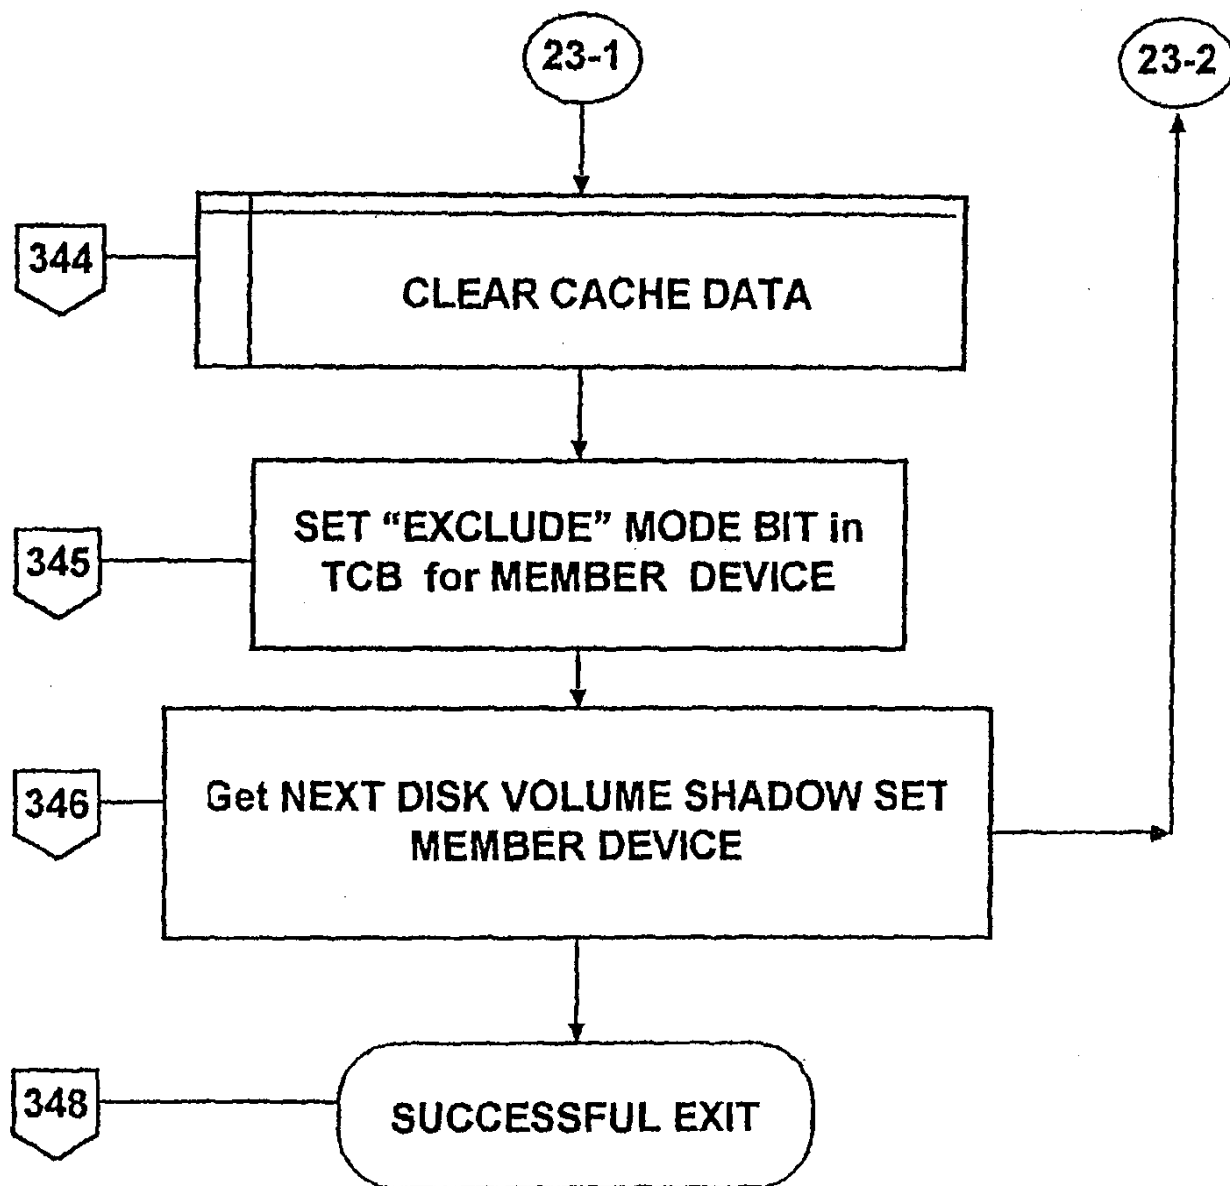 23-1
23-2
344
CLEAR CACHE DATA
345
SET “EXCLUDE” MODE BIT in
TCB for MEMBER DEVICE
346
Get NEXT DISK VOLUME SHADOW SET
MEMBER DEVICE
348
SUCCESSFUL EXIT